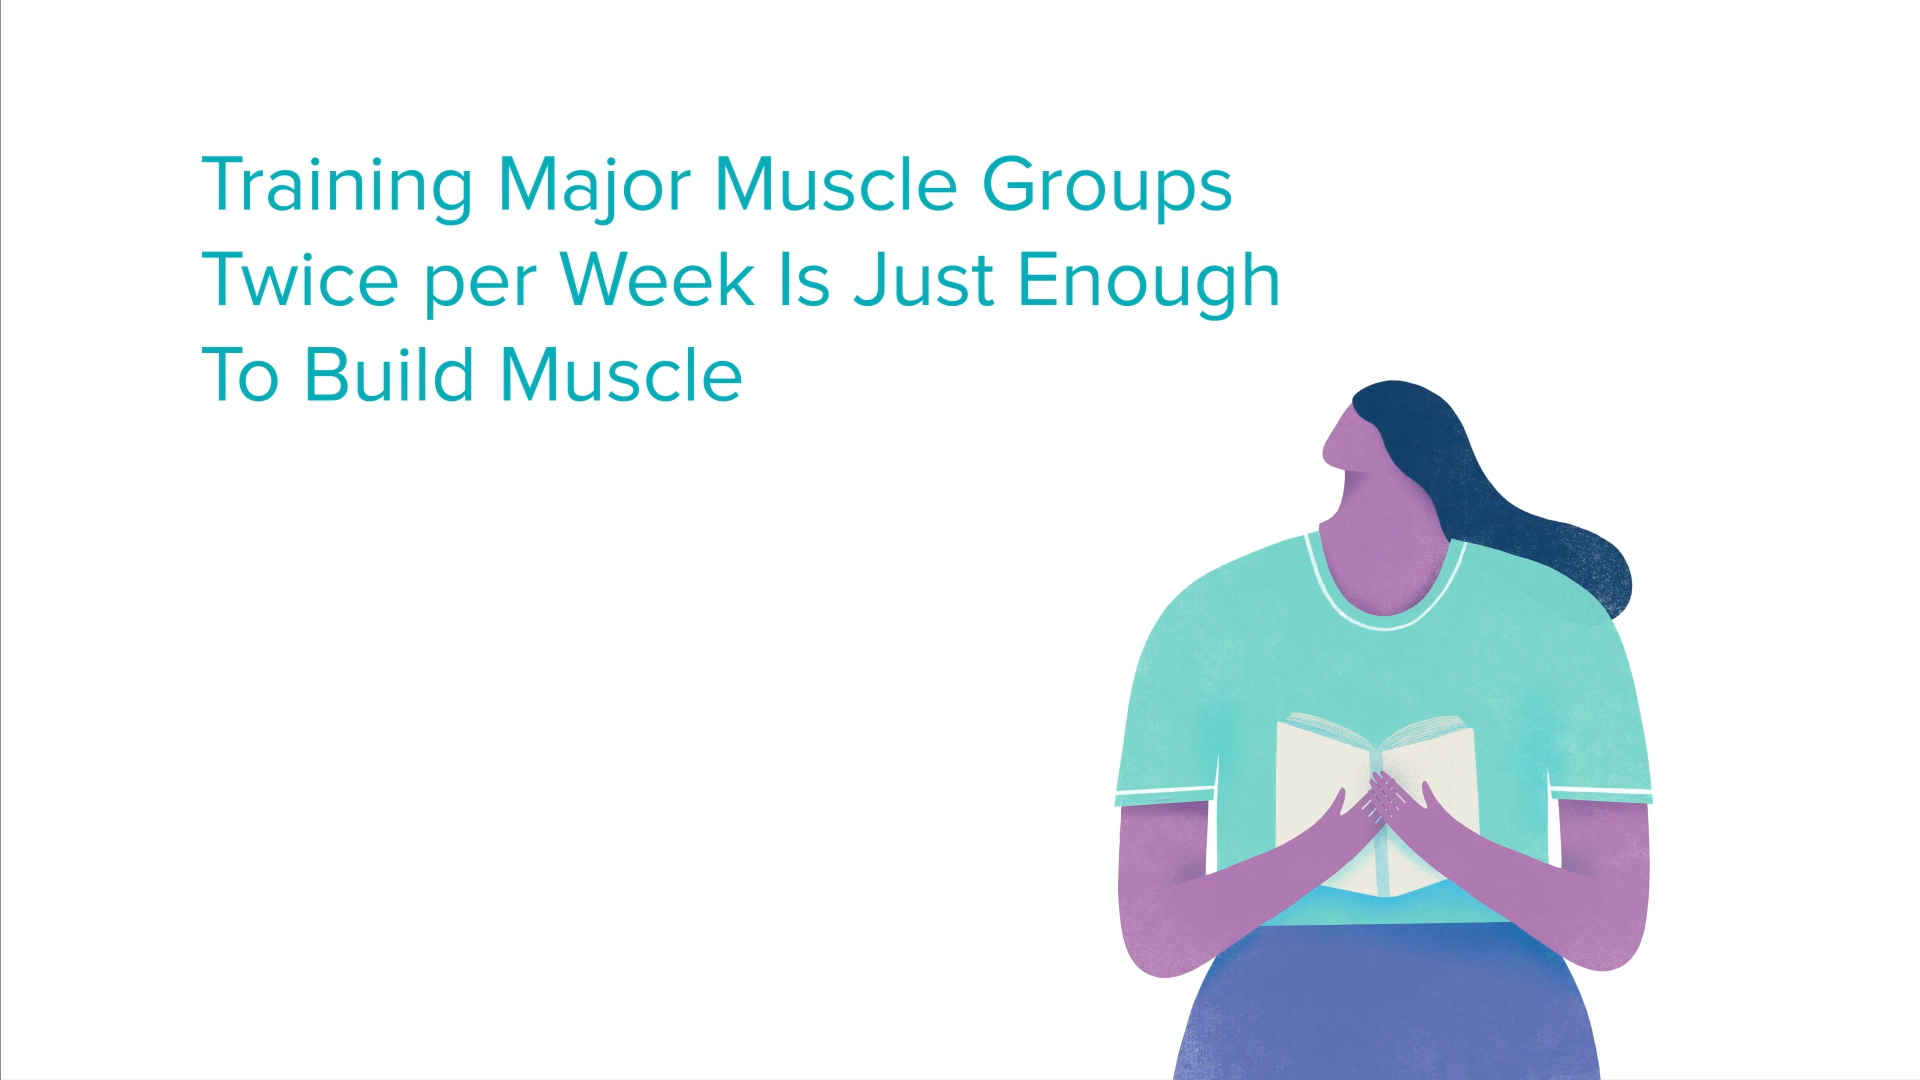 Training Major Muscle Groups
Twice per Week Is Just Enough
To Build Muscle